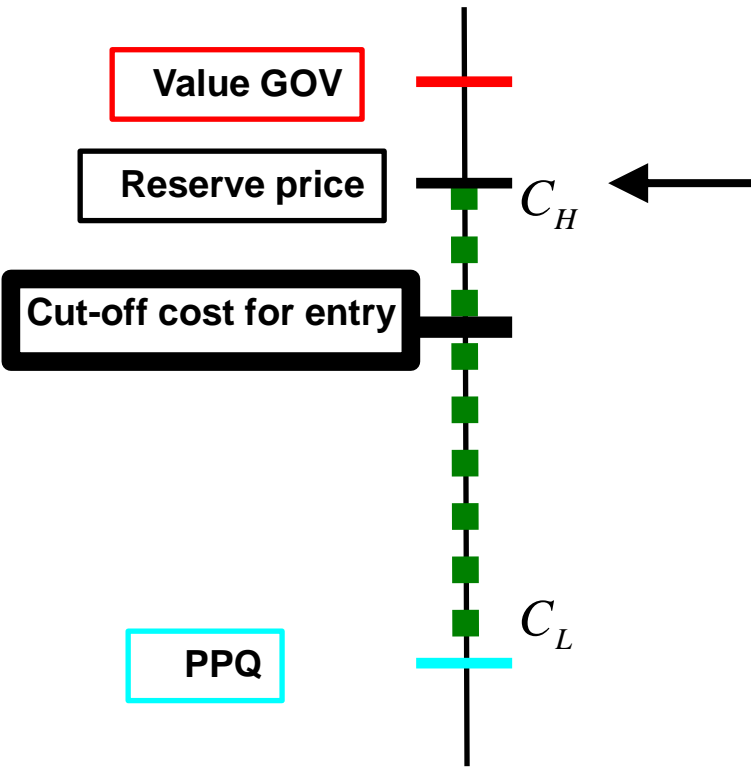 Value GOV
Reserve price
C_H
Cut-off cost for entry
C_L
PPQ